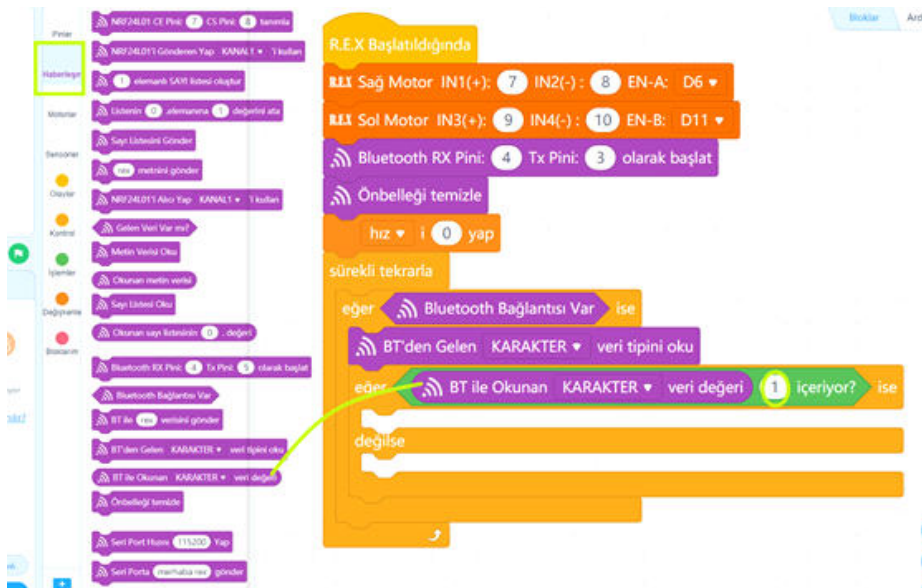 Pinler
Haberleşir
Motorlar
Sensörler
Olaylar
Kontrol
İşlemler
Değişkenle
Bloklarım
NRF24L01 CE Pini: 7 CS Pini: 8 tanımla
NRF24L01'i Gönderen Yap KANAL1 'i kullan
1 elemanlı SAYI listesi oluştur
Listenin 0 .elemanına 1 değerini ata
Sayı Listesini Gönder
rex metnini gönder
NRF24L01'i Alıcı Yap KANAL1 'i kullan
Gelen Veri Var mı?
Metin Verisi Oku
Okunan metin verisi
Sayı Listesi Oku
Okunan sayı listesinin 0 . değeri
Bluetooth RX Pini: 4 Tx Pini: 5 olarak başlat
Bluetooth Bağlantısı Var
BT ile rex verisini gönder
BT'den Gelen KARAKTER veri tipini oku
BT ile Okunan KARAKTER veri değeri
Önbelleği temizle
Seri Port Hızını 115200 Yap
Seri Porta merhaba rex gönder
R.E.X Başlatıldığında
R.E.X Sağ Motor IN1(+): 7 IN2(-) : 8 EN-A: D6
R.E.X Sol Motor IN3(+): 9 IN4(-) : 10 EN-B: D11
Bluetooth RX Pini: 4 Tx Pini: 3 olarak başlat
Önbelleği temizle
hız i 0 yap
sürekli tekrarla
eğer Bluetooth Bağlantısı Var ise
BT'den Gelen KARAKTER veri tipini oku
eğer BT ile Okunan KARAKTER veri değeri 1 içeriyor? ise
değilse
Bloklar Ard